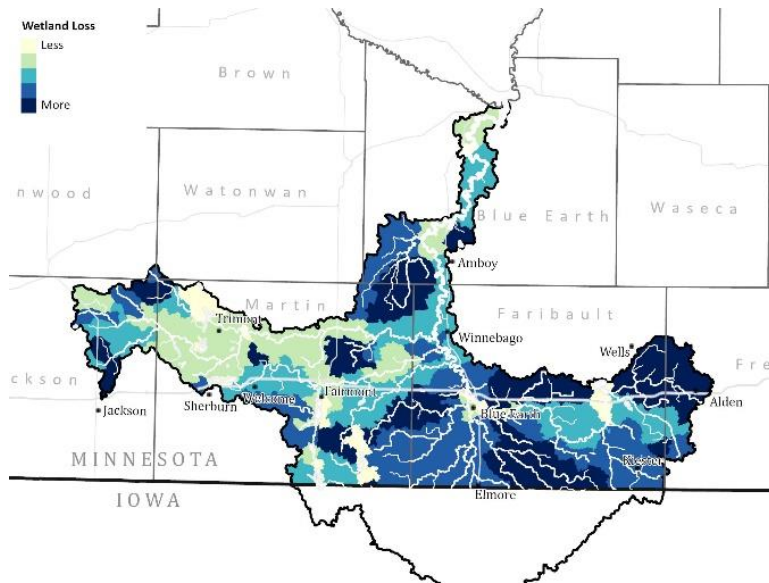 Wetland Loss
Less
More
Brown
nwood
Watonwan
Blue Earth
Waseca
Amboy
Martin
Trimont
Faribault
Winnebago
Wells
Fre
ckson
Jackson
Sherburn
Welcome
Fairmont
Blue Earth
Alden
Kiester
MINNESOTA
IOWA
Elmore